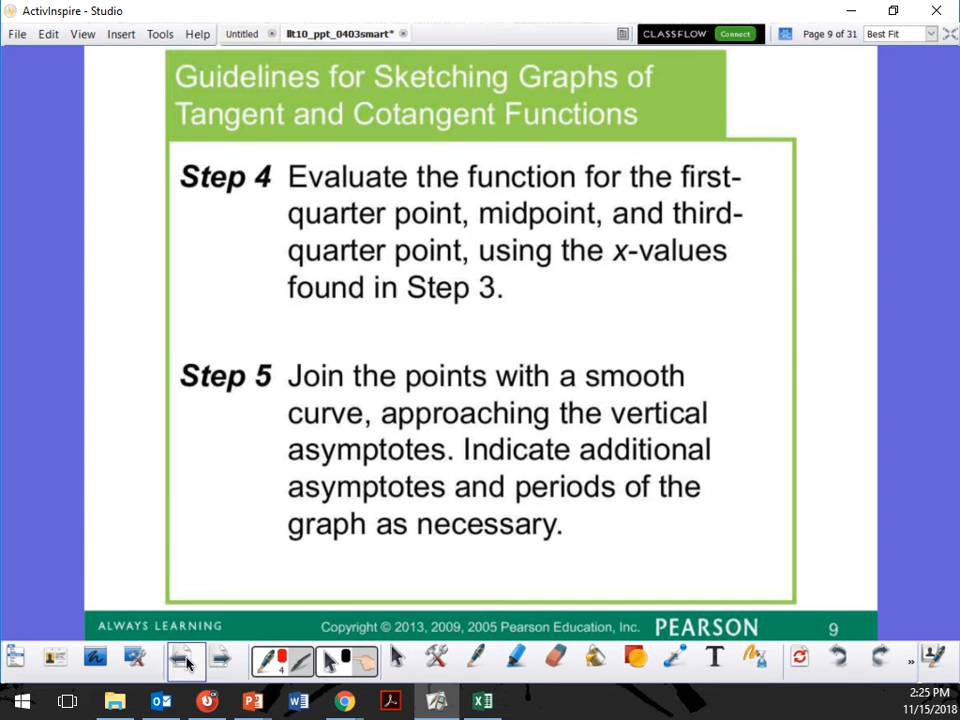 ActivInspire - Studio
File Edit View Insert Tools Help Untitled llt10_ppt_0403smart* CLASSFLOW Connect Page 9 of 31 Best Fit
Guidelines for Sketching Graphs of
Tangent and Cotangent Functions
Step 4 Evaluate the function for the first-
quarter point, midpoint, and third-
quarter point, using the x-values
found in Step 3.
Step 5 Join the points with a smooth
curve, approaching the vertical
asymptotes. Indicate additional
asymptotes and periods of the
graph as necessary.
ALWAYS LEARNING Copyright © 2013, 2009, 2005 Pearson Education, Inc. PEARSON 9
4 T »
2:25 PM
11/15/2018